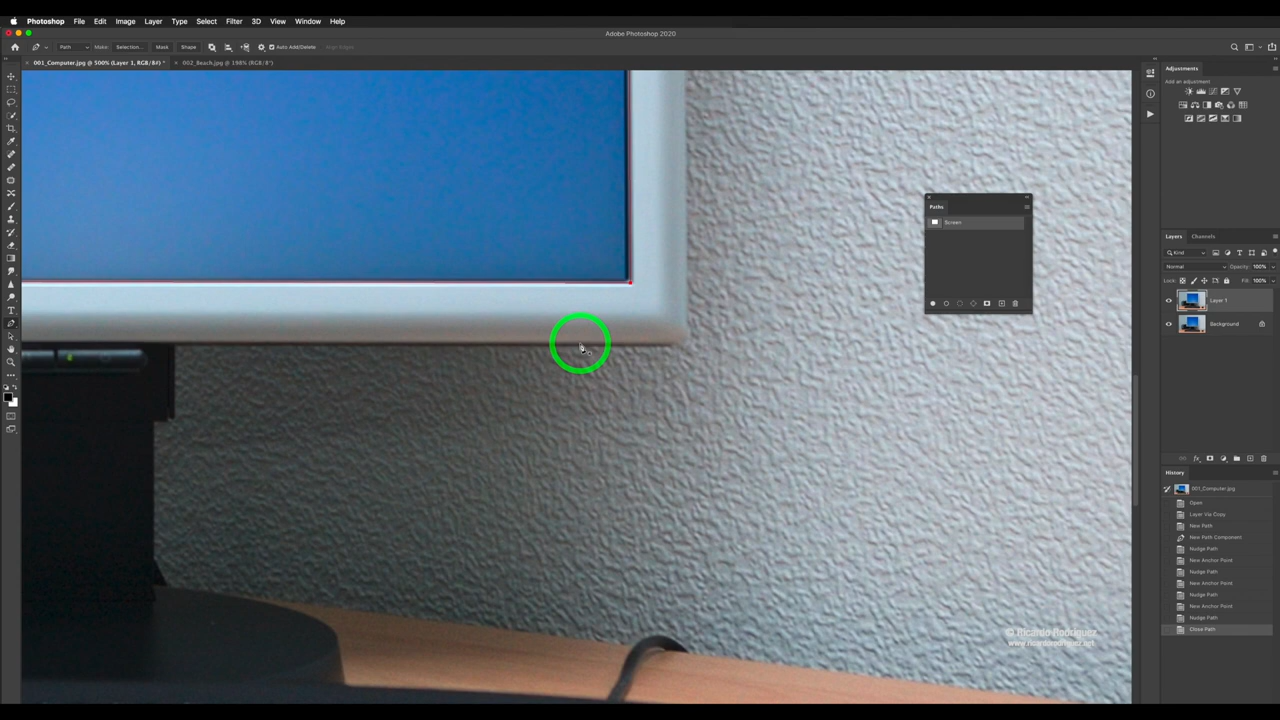 Photoshop File Edit Image Layer Type Select Filter 3D View Window Help
Adobe Photoshop 2020
Path Make: Selection... Mask Shape Auto Add/Delete Align Edges
001_Computer.jpg @ 500% (Layer 1, RGB/8#) * 002_Beach.jpg @ 198% (RGB/8*)
Adjustments
Add an adjustment
Paths
Screen
Layers Channels
Kind
Normal Opacity: 100%
Lock: Fill: 100%
Layer 1
Background
History
001_Computer.jpg
Open
Layer Via Copy
New Path
New Path Component
Nudge Path
New Anchor Point
Nudge Path
New Anchor Point
Nudge Path
New Anchor Point
Nudge Path
Close Path
© Ricardo Rodriguez
www.ricardorodriguez.net